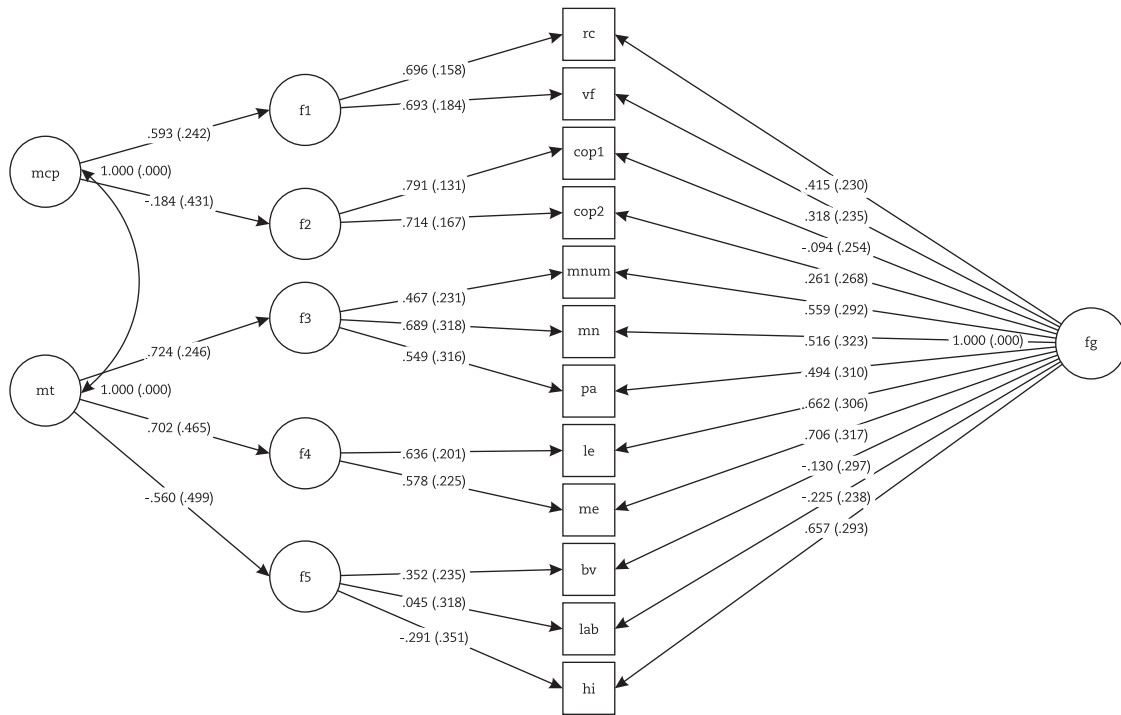 rc
.696 (.158)
f1
vf
.693 (.184)
.593 (.242)
cop1
mcp
1.000 (.000)
.791 (.131)
.415 (.230)
-.184 (.431)
f2
.714 (.167)
cop2
.318 (.235)
-.094 (.254)
mnum
.261 (.268)
.467 (.231)
.559 (.292)
f3
.689 (.318)
mn
.516 (.323)
1.000 (.000)
fg
.724 (.246)
.549 (.316)
.494 (.310)
mt
1.000 (.000)
pa
.662 (.306)
.702 (.465)
f4
.636 (.201)
le
.706 (.317)
.578 (.225)
-.130 (.297)
-.560 (.499)
me
-.225 (.238)
.657 (.293)
f5
.352 (.235)
bv
.045 (.318)
lab
-.291 (.351)
hi